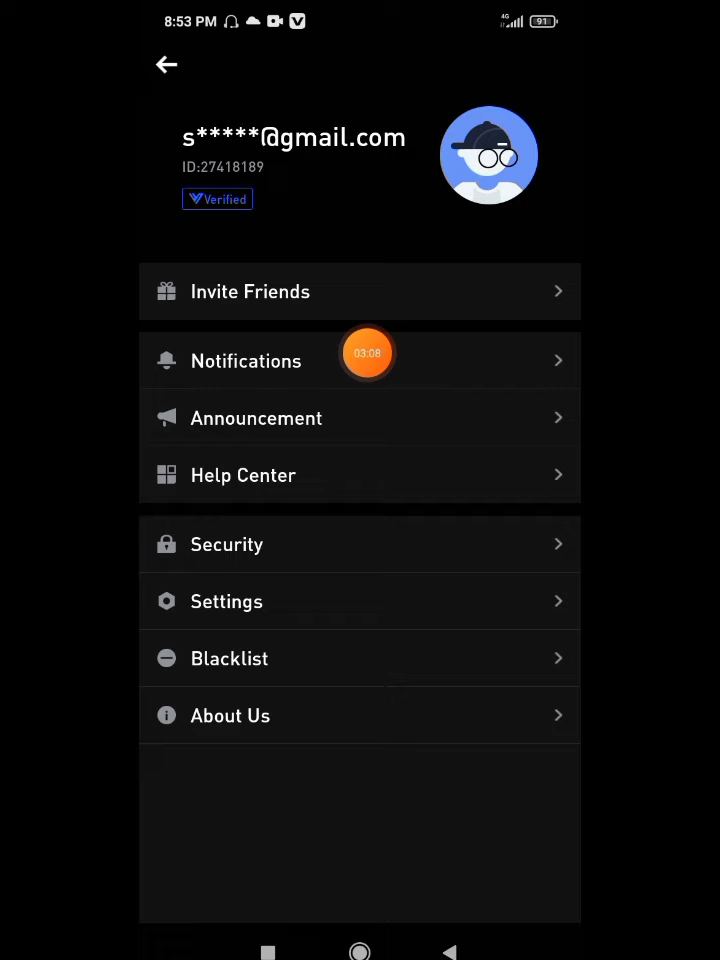 8:53 PM
4G
91
s*****@gmail.com
ID:27418189
Verified
Invite Friends
03:08
Notifications
Announcement
Help Center
Security
Settings
Blacklist
About Us